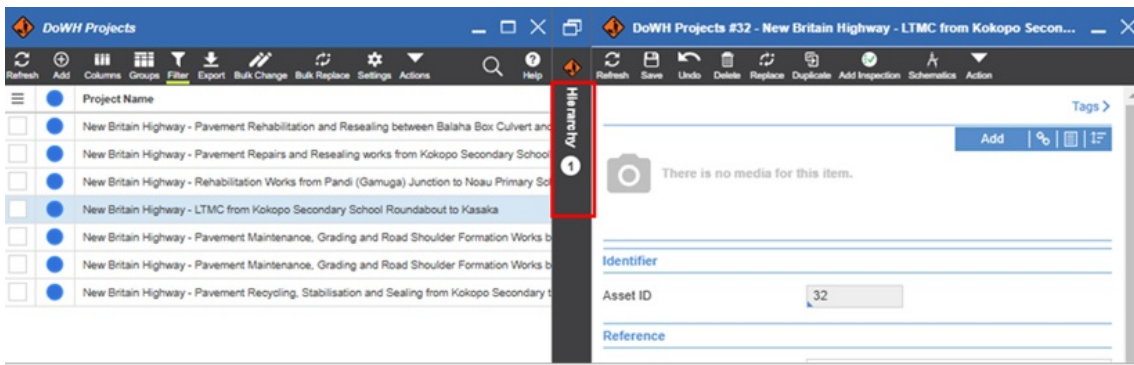 DoWH Projects
Refresh Add Columns Groups Filter Export Bulk Change Bulk Replace Settings Actions Help
Project Name
New Britain Highway - Pavement Rehabilitation and Resealing between Balaha Box Culvert and
New Britain Highway - Pavement Repairs and Resealing works from Kokopo Secondary School
New Britain Highway - Rehabilitation Works from Pandi (Gamuga) Junction to Noau Primary Sch
New Britain Highway - LTMC from Kokopo Secondary School Roundabout to Kasaka
New Britain Highway - Pavement Maintenance, Grading and Road Shoulder Formation Works b
New Britain Highway - Pavement Maintenance, Grading and Road Shoulder Formation Works b
New Britain Highway - Pavement Recycling, Stabilisation and Sealing from Kokopo Secondary t
Hierarchy 1
DoWH Projects #32 - New Britain Highway - LTMC from Kokopo Secon...
Refresh Save Undo Delete Replace Duplicate Add Inspection Schematics Action
Tags >
Add
There is no media for this item.
Identifier
Asset ID 32
Reference